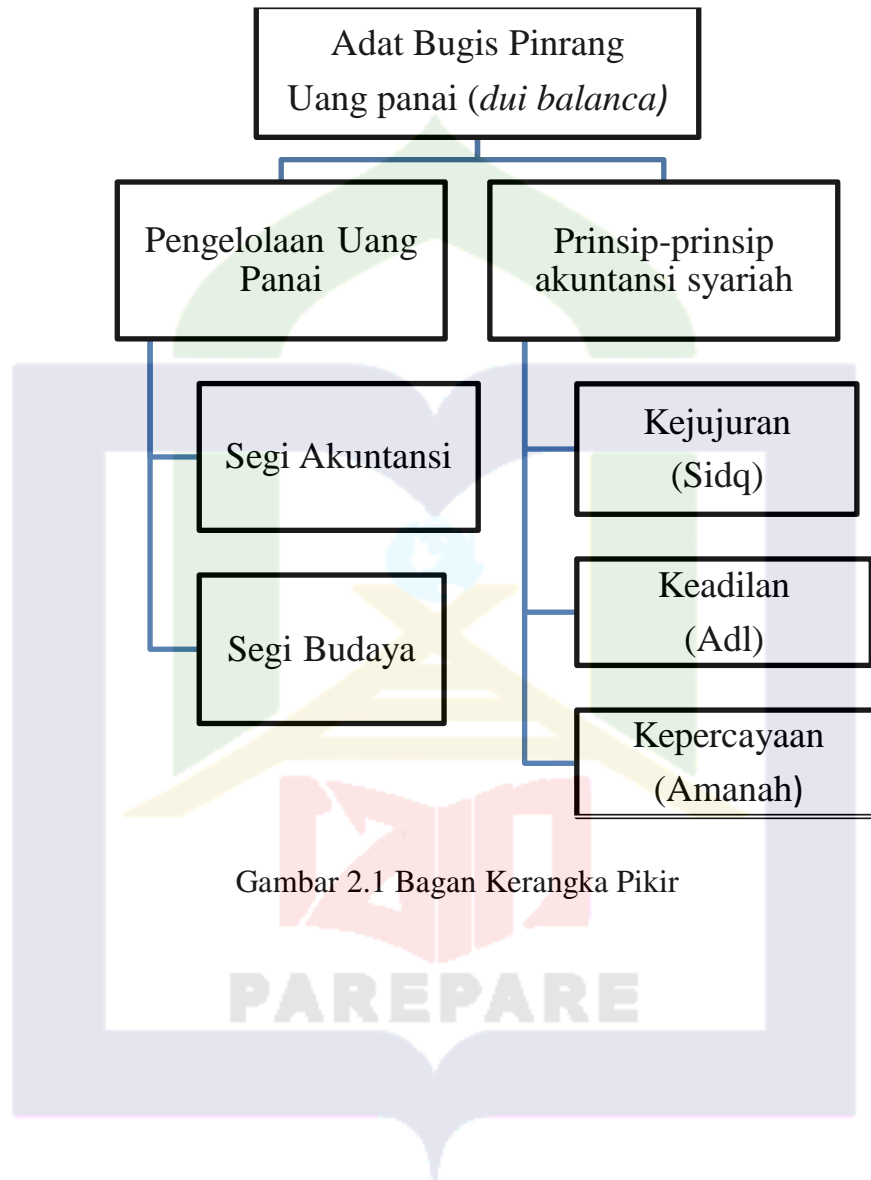 Adat Bugis Pinrang
Uang panai (dui balanca)
Pengelolaan Uang
Panai
Prinsip-prinsip
akuntansi syariah
Segi Akuntansi
Segi Budaya
Kejujuran
(Sidq)
Keadilan
(Adl)
Kepercayaan
(Amanah)
Gambar 2.1 Bagan Kerangka Pikir
PAREPARE